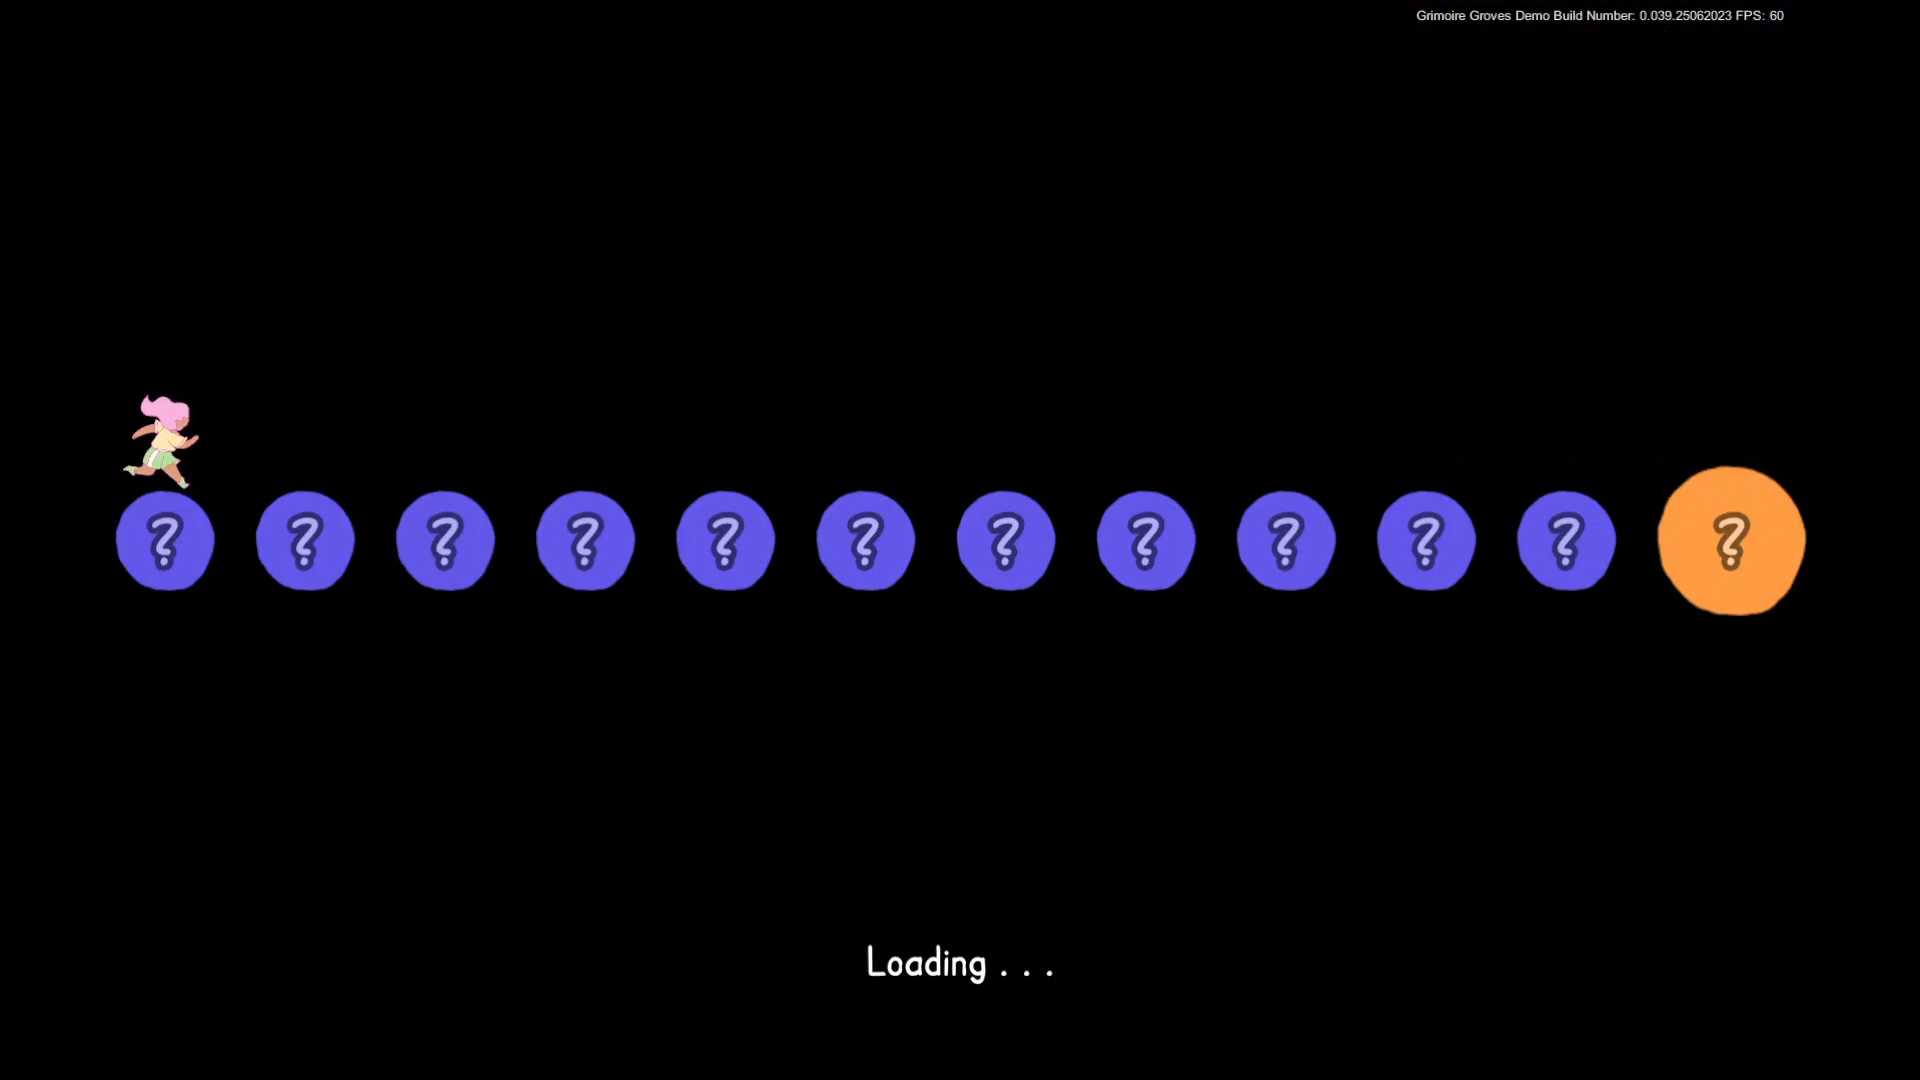 Grimoire Groves Demo Build Number: 0.039.25062023 FPS: 60
? ? ? ? ? ? ? ? ? ? ? ?
Loading . . .